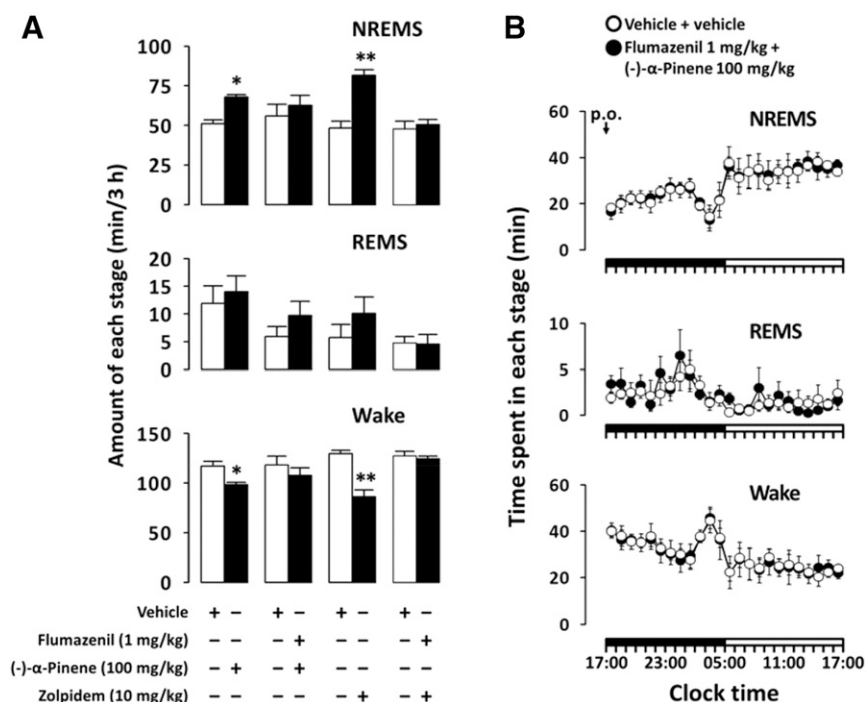 A
NREMS
100
75
50
25
0
*
**
REMS
20
15
10
5
0
Wake
150
100
50
0
*
**
Amount of each stage (min/3 h)
Vehicle + – + – + – + –
Flumazenil (1 mg/kg) – – – + – – – +
(-)-α-Pinene (100 mg/kg) – + – + – – – –
Zolpidem (10 mg/kg) – – – – – + – +
B
Vehicle + vehicle
Flumazenil 1 mg/kg +
(-)-α-Pinene 100 mg/kg
p.o.
NREMS
60
40
20
0
REMS
10
5
0
Wake
60
40
20
0
Time spent in each stage (min)
17:00 23:00 05:00 11:00 17:00
Clock time